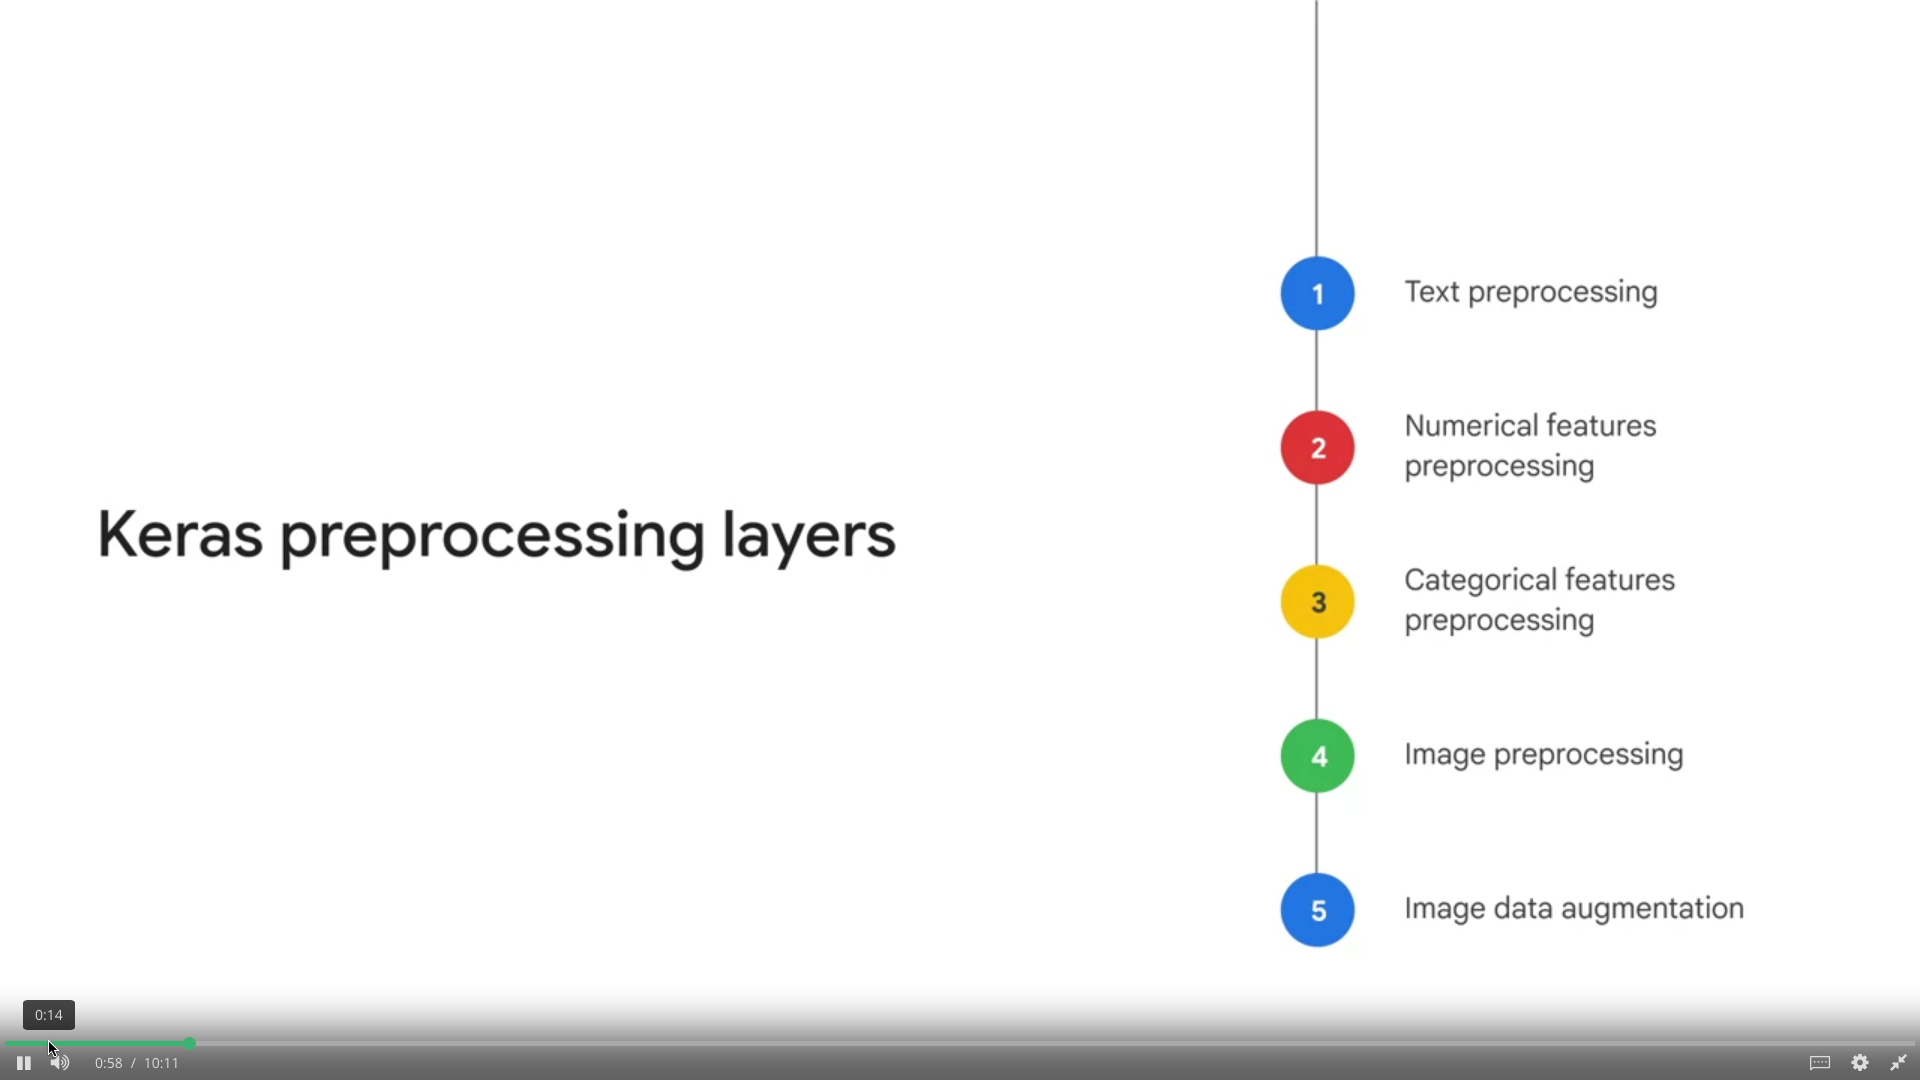 Keras preprocessing layers
1
Text preprocessing
2
Numerical features
preprocessing
3
Categorical features
preprocessing
4
Image preprocessing
5
Image data augmentation
0:14
0:58 / 10:11